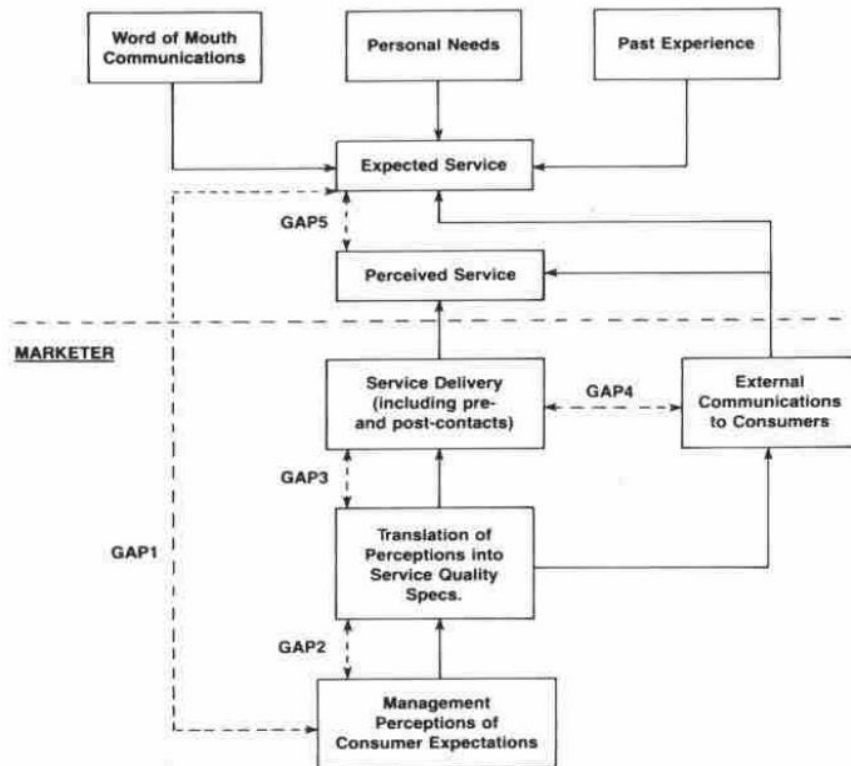 Word of Mouth
Communications
Personal Needs
Past Experience
Expected Service
GAP5
Perceived Service
MARKETER
Service Delivery
(including pre-
and post-contacts)
GAP4
External
Communications
to Consumers
GAP3
GAP1
Translation of
Perceptions into
Service Quality
Specs.
GAP2
Management
Perceptions of
Consumer Expectations